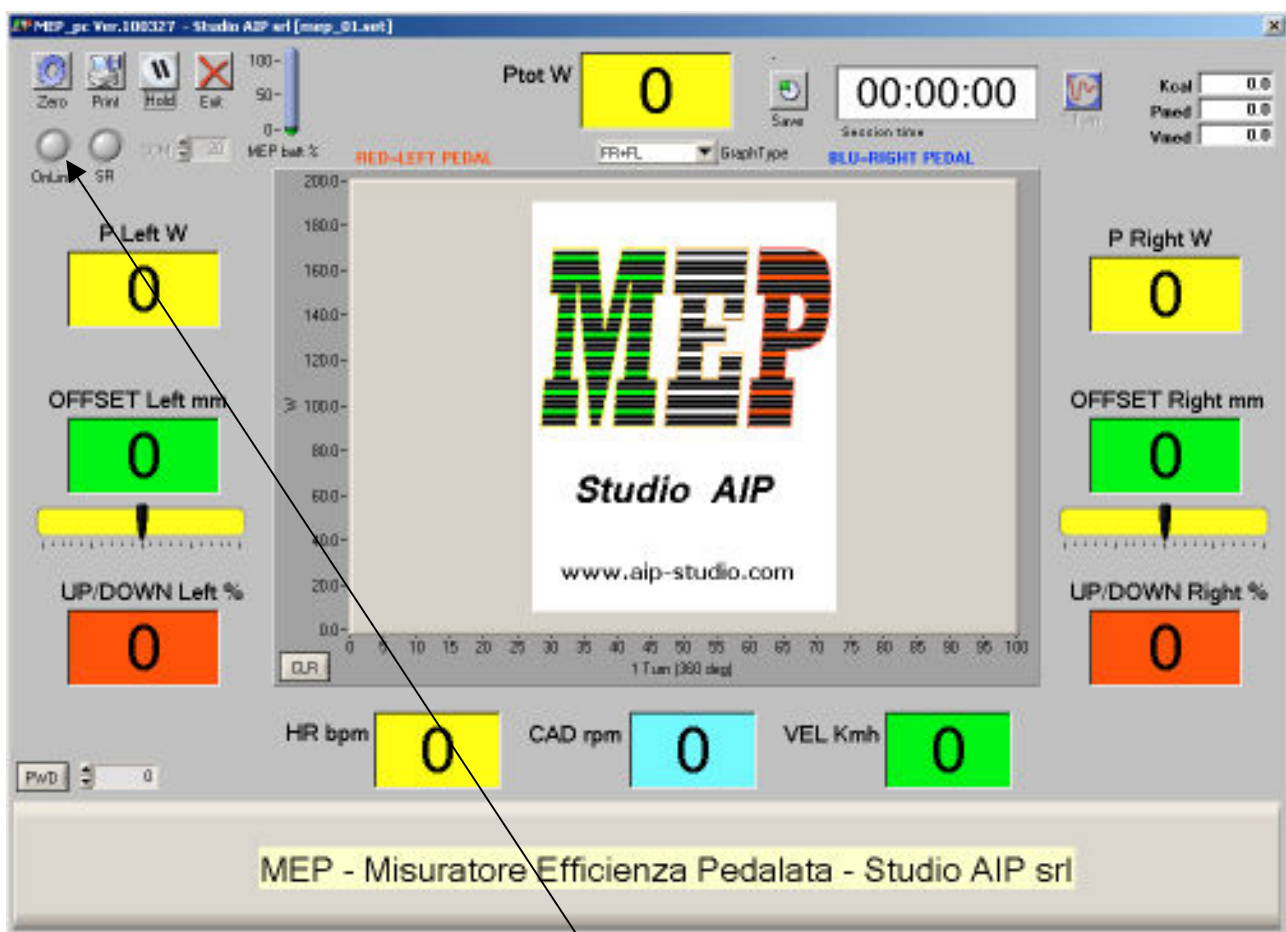 MEP_pc Ver.100327 - Studio AIP srl [mep_01.set]
Zero Print Hold Exit
100
50
0
MEP batt.%
OnLine SR
COM 20
Ptot W 0
Save
00:00:00
Session time
Turn
Kcal 0.0
Pmed 0.0
Vmed 0.0
RED=LEFT PEDAL
FR+FL GraphType
BLU=RIGHT PEDAL
P Left W
0
OFFSET Left mm
0
UP/DOWN Left %
0
200.0
180.0
160.0
140.0
120.0
100.0
80.0
60.0
40.0
20.0
0.0
W
MEP
Studio AIP
www.aip-studio.com
0 5 10 15 20 25 30 35 40 45 50 55 60 65 70 75 80 85 90 95 100
1 Turn [360 deg]
CLR
P Right W
0
OFFSET Right mm
0
UP/DOWN Right %
0
HR bpm 0
CAD rpm 0
VEL Kmh 0
PWD 0
MEP - Misuratore Efficienza Pedalata - Studio AIP srl